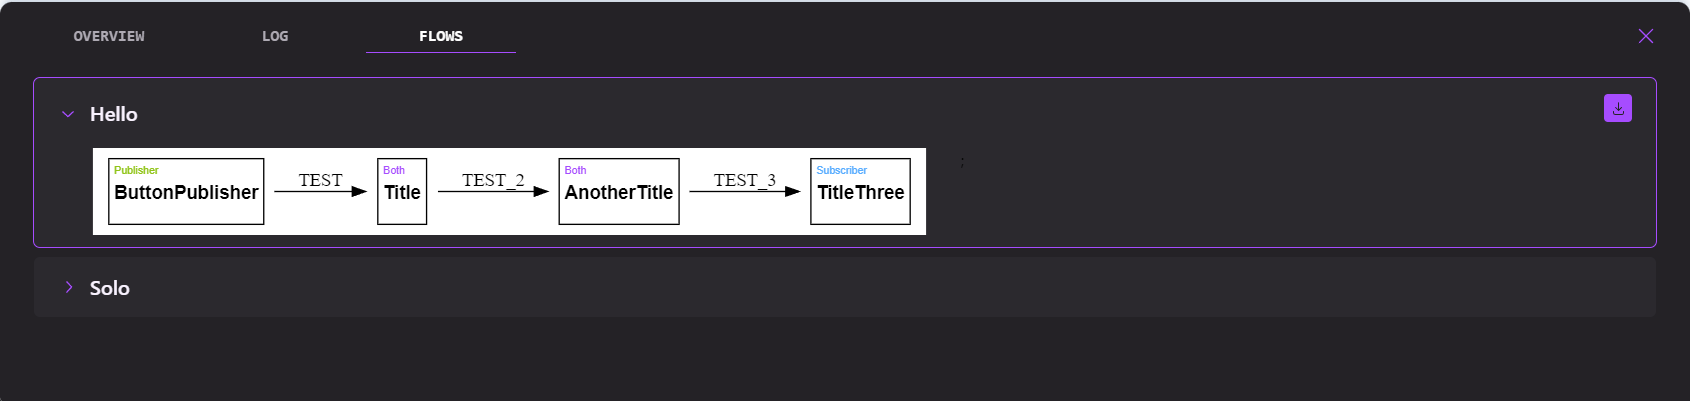 OVERVIEW LOG FLOWS
Hello
Publisher Both Both Subscriber
ButtonPublisher TEST Title TEST_2 AnotherTitle TEST_3 TitleThree ;
Solo